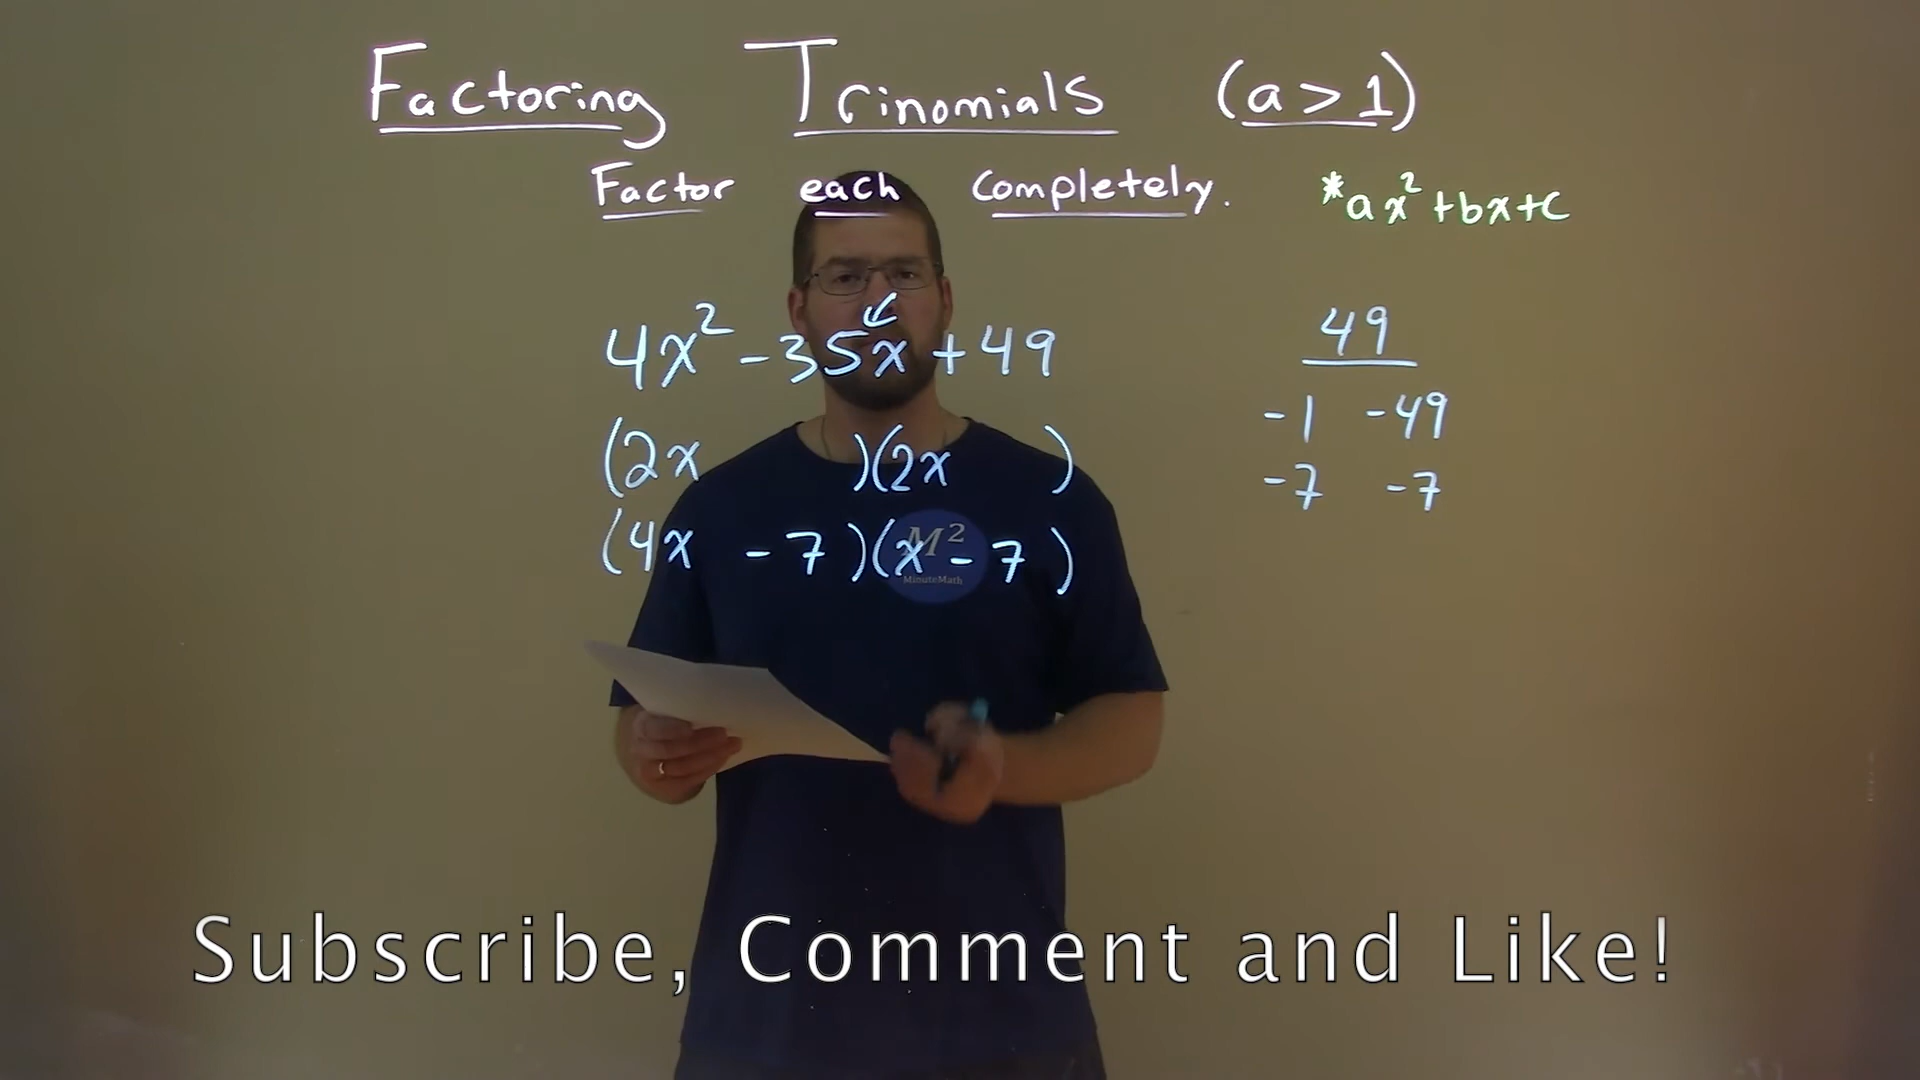 Factoring Trinomials (a > 1)
Factor each completely. *ax²+bx+c
4x² - 35x + 49
(2x )(2x )
(4x - 7)(x - 7)
49
-1 -49
-7 -7
M²
MinuteMath
Subscribe, Comment and Like!